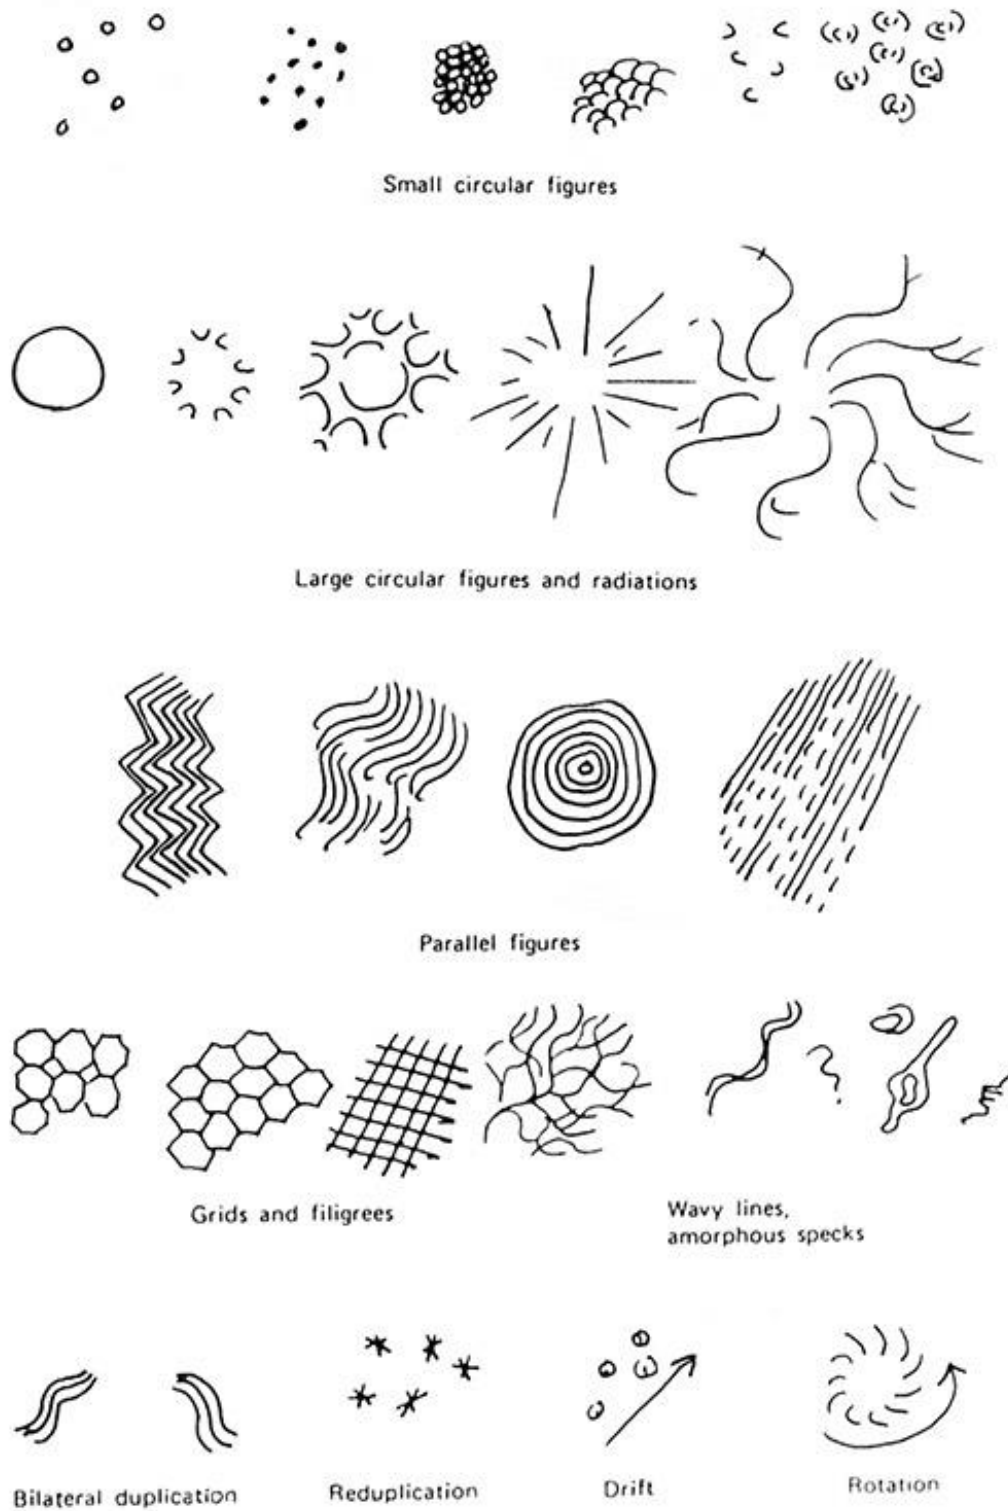 Small circular figures
Large circular figures and radiations
Parallel figures
Grids and filigrees
Wavy lines,
amorphous specks
Bilateral duplication
Reduplication
Drift
Rotation